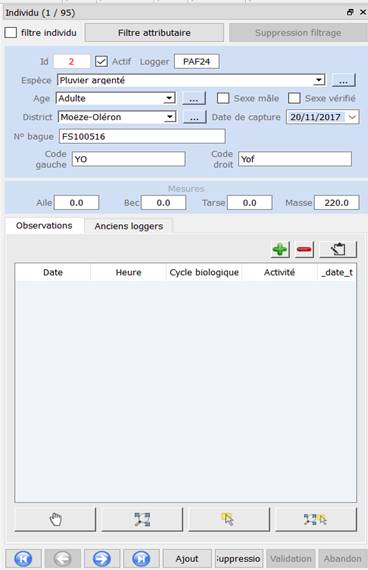 Individu (1 / 95)
filtre individu Filtre attributaire Suppression filtrage
Id 2 Actif Logger PAF24
Espèce Pluvier argenté ...
Age Adulte ... Sexe mâle Sexe vérifié
District Moëze-Oléron ... Date de capture 20/11/2017
N° bague FS100516
Code gauche YO Code droit Yof
Mesures
Aile 0.0 Bec 0.0 Tarse 0.0 Masse 220.0
Observations Anciens loggers
Date Heure Cycle biologique Activité _date_t
Ajout Suppressio Validation Abandon